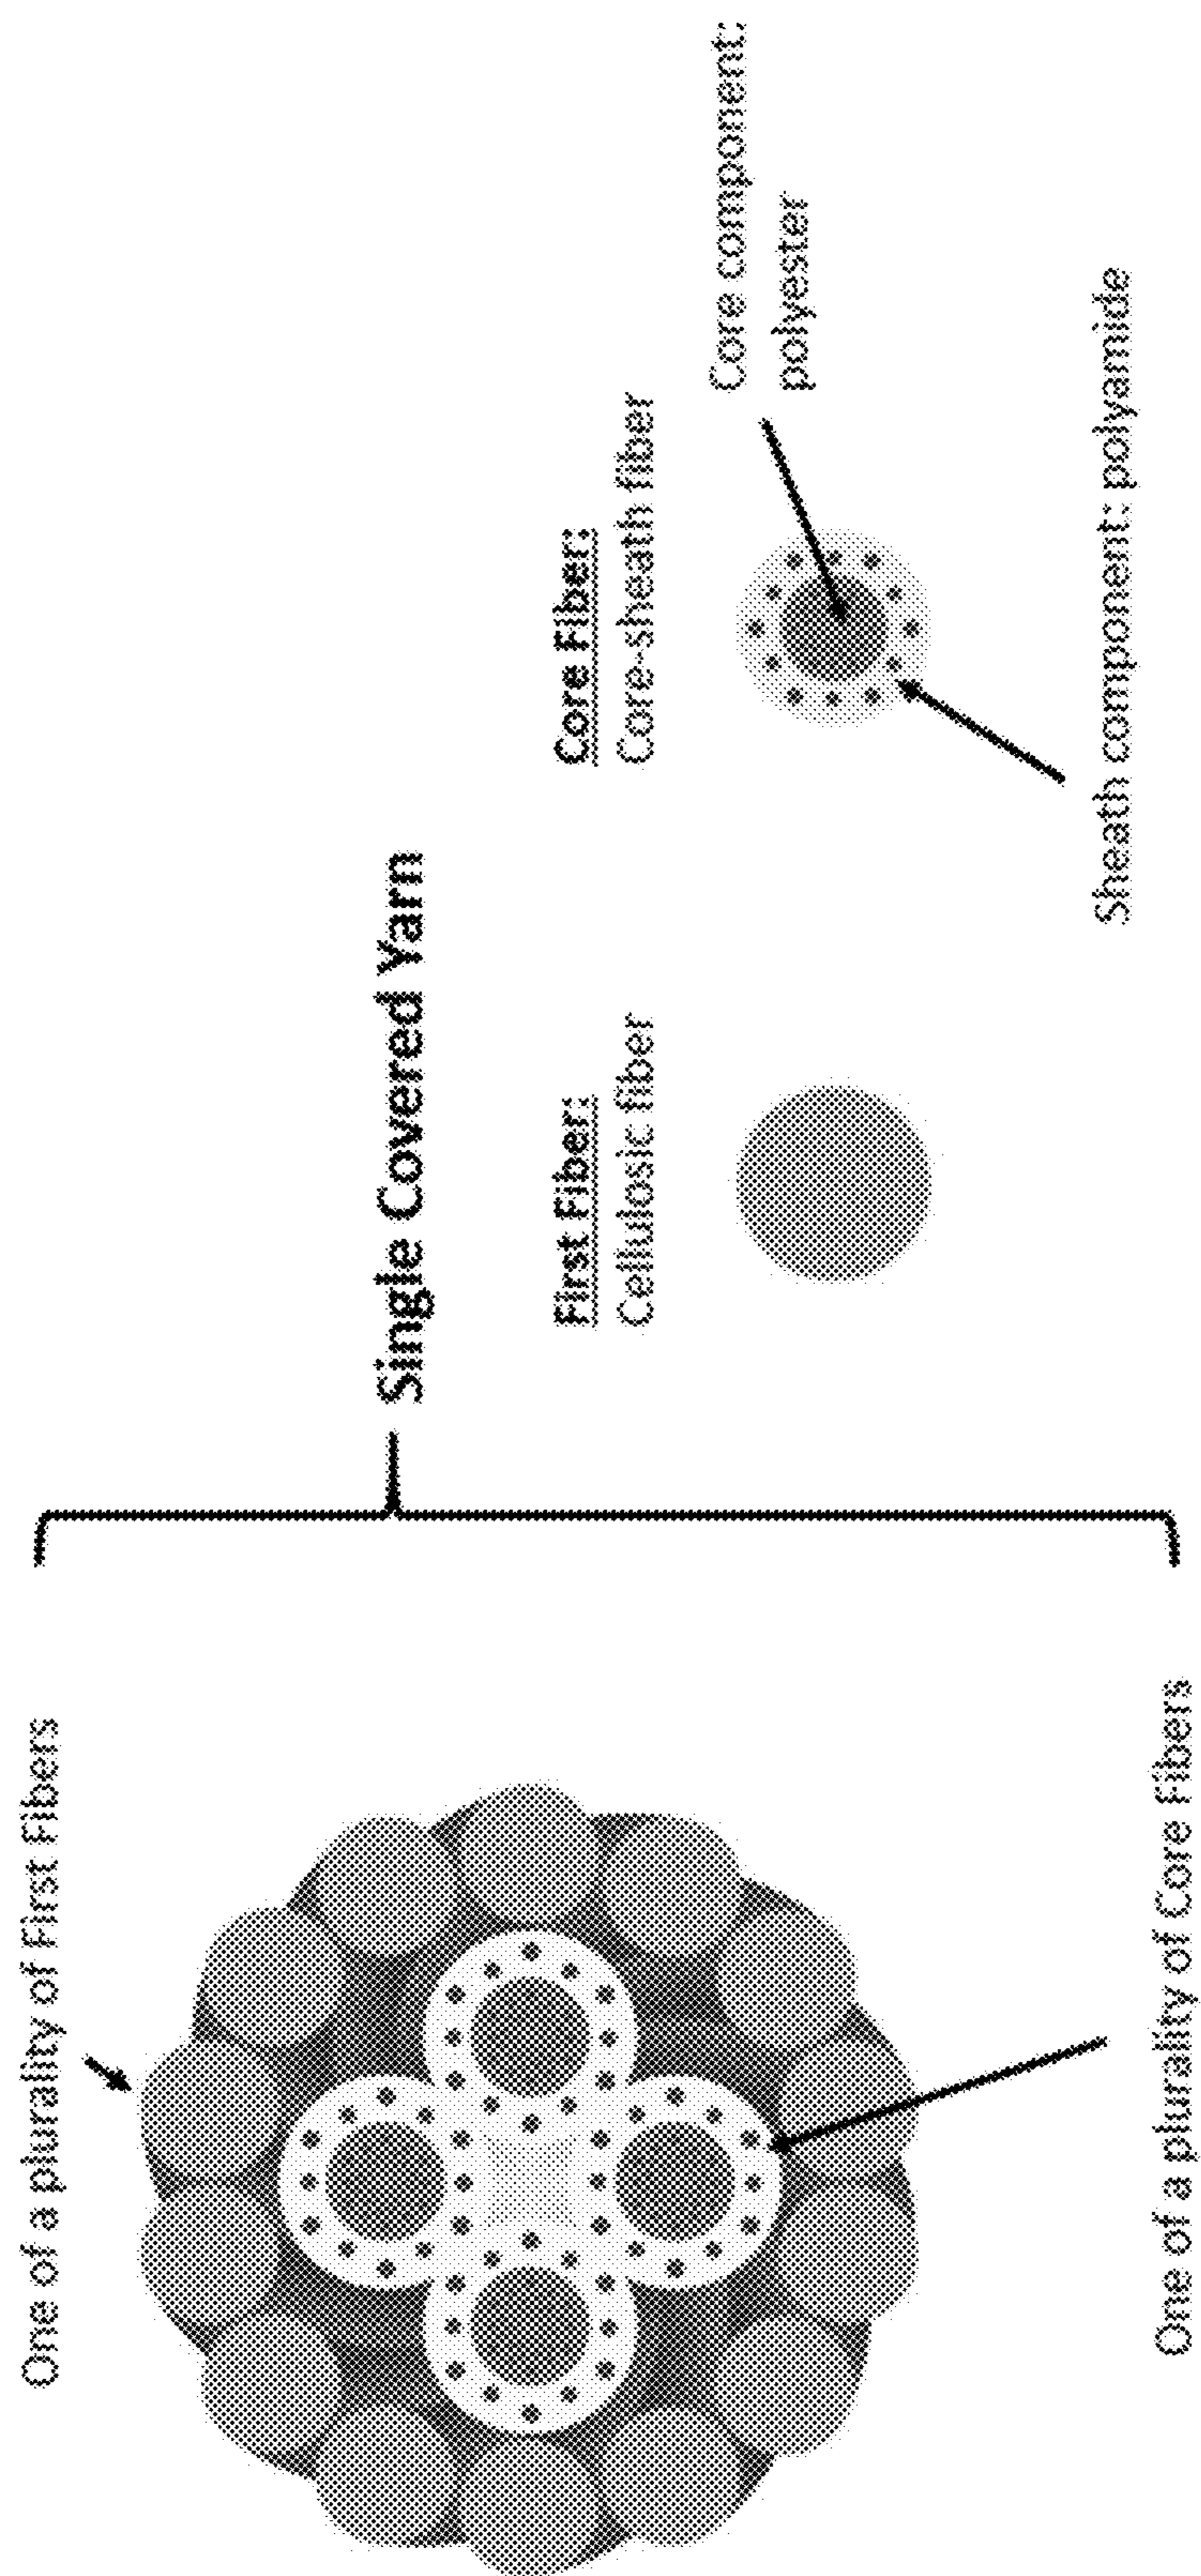 One of a plurality of First Fibers
One of a plurality of Core Fibers
Single Covered Yarn
First Fiber:
Cellulosic fiber
Core Fiber:
Core-sheath fiber
Core component:
polyester
Sheath component: polyamide